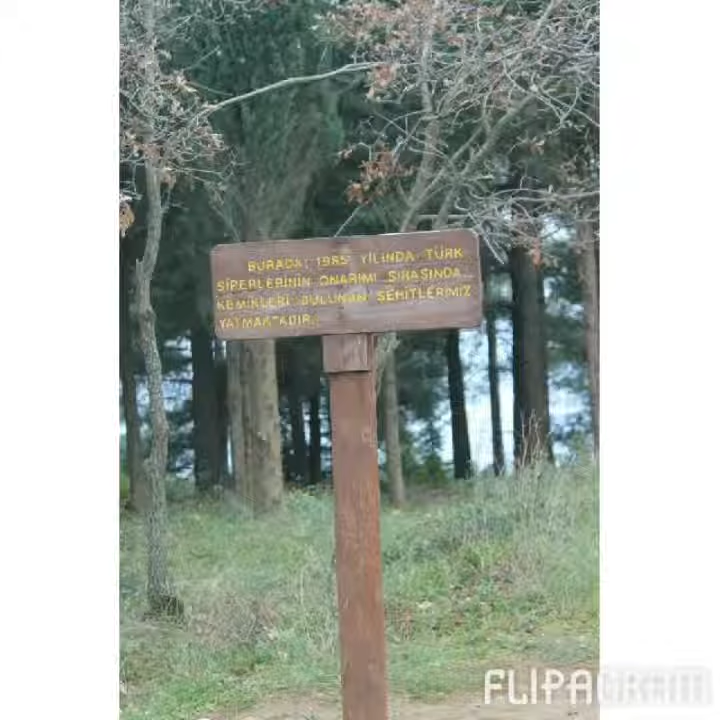 BURADA, 1985 YILINDA TÜRK
SİPERLERİNİN ONARIMI SIRASINDA..
KEMİKLERİ BULUNAN ŞEHİTLERİMİZ
YATMAKTADIR..
FLIPAGRAM